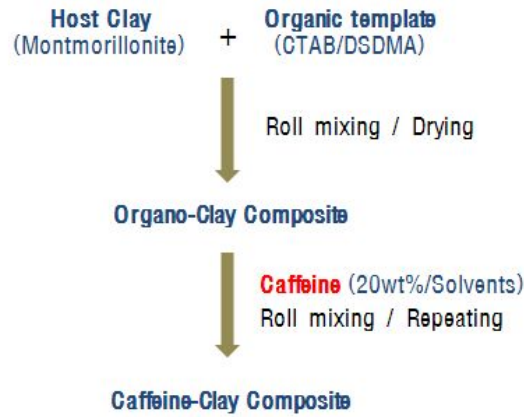 Host Clay + Organic template
(Montmorillonite) (CTAB/DSDMA)
Roll mixing / Drying
Organo-Clay Composite
Caffeine (20wt%/Solvents)
Roll mixing / Repeating
Caffeine-Clay Composite